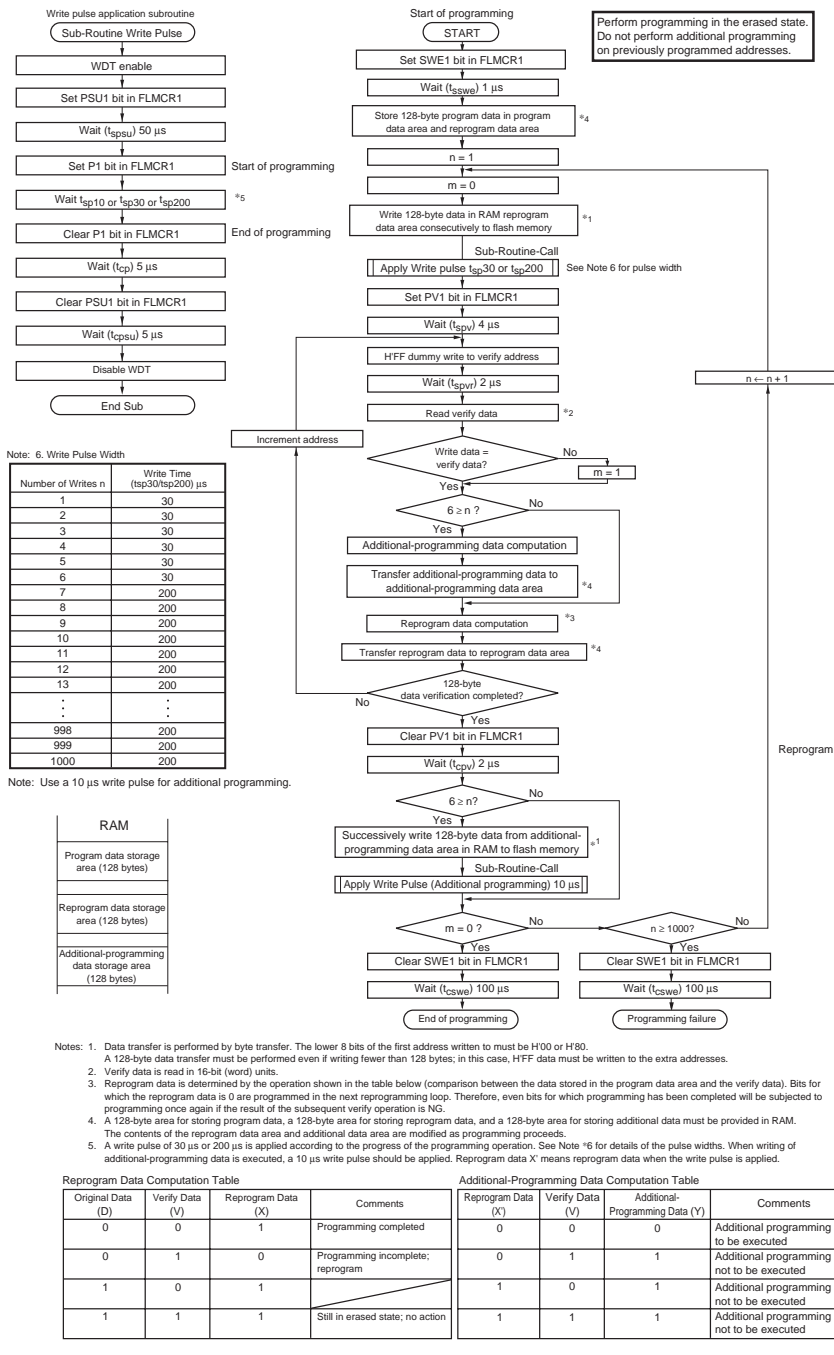 Write pulse application subroutine
Sub-Routine Write Pulse
WDT enable
Set PSU1 bit in FLMCR1
Wait (tspsu) 50 μs
Set P1 bit in FLMCR1
Start of programming
Wait tsp10 or tsp30 or tsp200
*5
Clear P1 bit in FLMCR1
End of programming
Wait (tcp) 5 μs
Clear PSU1 bit in FLMCR1
Wait (tcpsu) 5 μs
Disable WDT
End Sub
Start of programming
START
Set SWE1 bit in FLMCR1
Wait (tsswe) 1 μs
Store 128-byte program data in program
data area and reprogram data area
*4
n = 1
m = 0
Write 128-byte data in RAM reprogram
data area consecutively to flash memory
*1
Sub-Routine-Call
Apply Write pulse tsp30 or tsp200
See Note 6 for pulse width
Set PV1 bit in FLMCR1
Wait (tspv) 4 μs
H'FF dummy write to verify address
Wait (tspvr) 2 μs
Read verify data
*2
Increment address
Write data =
verify data?
No
m = 1
Yes
6 ≥ n ?
No
Yes
Additional-programming data computation
Transfer additional-programming data to
additional-programming data area
*4
Reprogram data computation
*3
Transfer reprogram data to reprogram data area
*4
128-byte
data verification completed?
No
Yes
Clear PV1 bit in FLMCR1
Wait (tcpv) 2 μs
6 ≥ n?
No
Yes
Successively write 128-byte data from additional-
programming data area in RAM to flash memory
*1
Sub-Routine-Call
Apply Write Pulse (Additional programming) 10 μs
m = 0 ?
No
Yes
n ≥ 1000?
No
Yes
Clear SWE1 bit in FLMCR1
Clear SWE1 bit in FLMCR1
Wait (tcswe) 100 μs
Wait (tcswe) 100 μs
End of programming
Programming failure
n ← n + 1
Reprogram
Perform programming in the erased state.
Do not perform additional programming
on previously programmed addresses.
Note: 6. Write Pulse Width
Number of Writes n
Write Time
(tsp30/tsp200) μs
1 30
2 30
3 30
4 30
5 30
6 30
7 200
8 200
9 200
10 200
11 200
12 200
13 200
998 200
999 200
1000 200
Note: Use a 10 μs write pulse for additional programming.
RAM
Program data storage
area (128 bytes)
Reprogram data storage
area (128 bytes)
Additional-programming
data storage area
(128 bytes)
Notes: 1. Data transfer is performed by byte transfer. The lower 8 bits of the first address written to must be H'00 or H'80.
A 128-byte data transfer must be performed even if writing fewer than 128 bytes; in this case, H'FF data must be written to the extra addresses.
2. Verify data is read in 16-bit (word) units.
3. Reprogram data is determined by the operation shown in the table below (comparison between the data stored in the program data area and the verify data). Bits for
which the reprogram data is 0 are programmed in the next reprogramming loop. Therefore, even bits for which programming has been completed will be subjected to
programming once again if the result of the subsequent verify operation is NG.
4. A 128-byte area for storing program data, a 128-byte area for storing reprogram data, and a 128-byte area for storing additional data must be provided in RAM.
The contents of the reprogram data area and additional data area are modified as programming proceeds.
5. A write pulse of 30 μs or 200 μs is applied according to the progress of the programming operation. See Note *6 for details of the pulse widths. When writing of
additional-programming data is executed, a 10 μs write pulse should be applied. Reprogram data X' means reprogram data when the write pulse is applied.
Reprogram Data Computation Table
Original Data
(D)
Verify Data
(V)
Reprogram Data
(X)
Comments
0 0 1 Programming completed
0 1 0 Programming incomplete;
reprogram
1 0 1
1 1 1 Still in erased state; no action
Additional-Programming Data Computation Table
Reprogram Data
(X')
Verify Data
(V)
Additional-
Programming Data (Y)
Comments
0 0 0 Additional programming
to be executed
0 1 1 Additional programming
not to be executed
1 0 1 Additional programming
not to be executed
1 1 1 Additional programming
not to be executed